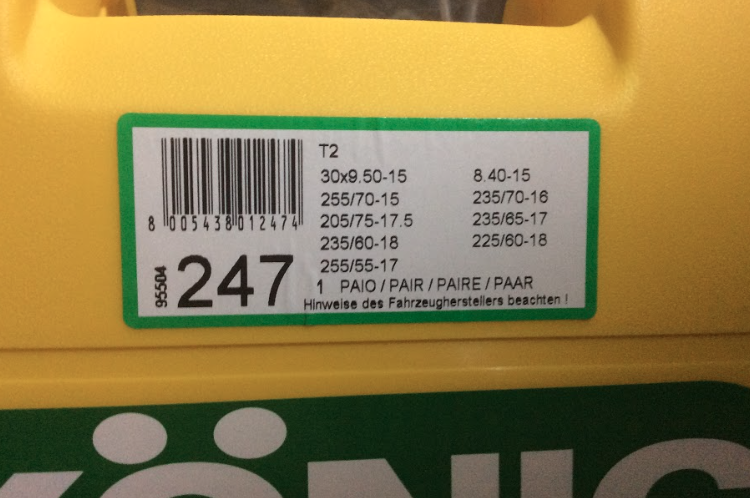 T2
30x9.50-15 8.40-15
255/70-15 235/70-16
205/75-17.5 235/65-17
235/60-18 225/60-18
255/55-17
1 PAIO / PAIR / PAIRE / PAAR
Hinweise des Fahrzeugherstellers beachten !
8 005438 012474
95504
247
KÖNIG